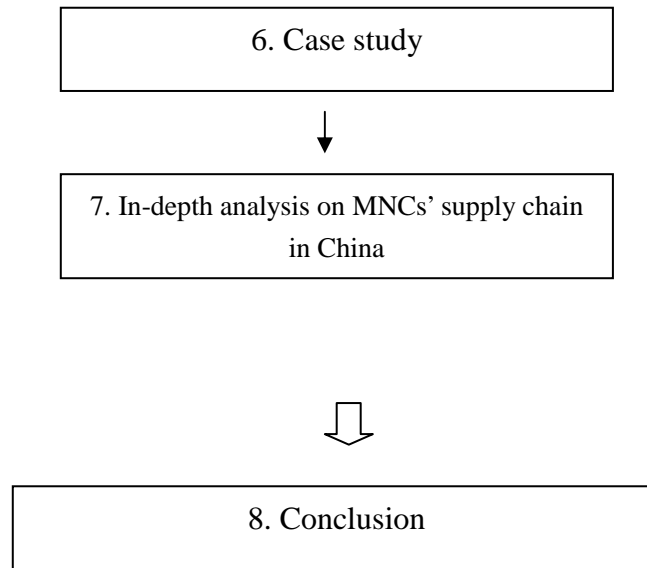 6. Case study
7. In-depth analysis on MNCs’ supply chain
in China
8. Conclusion